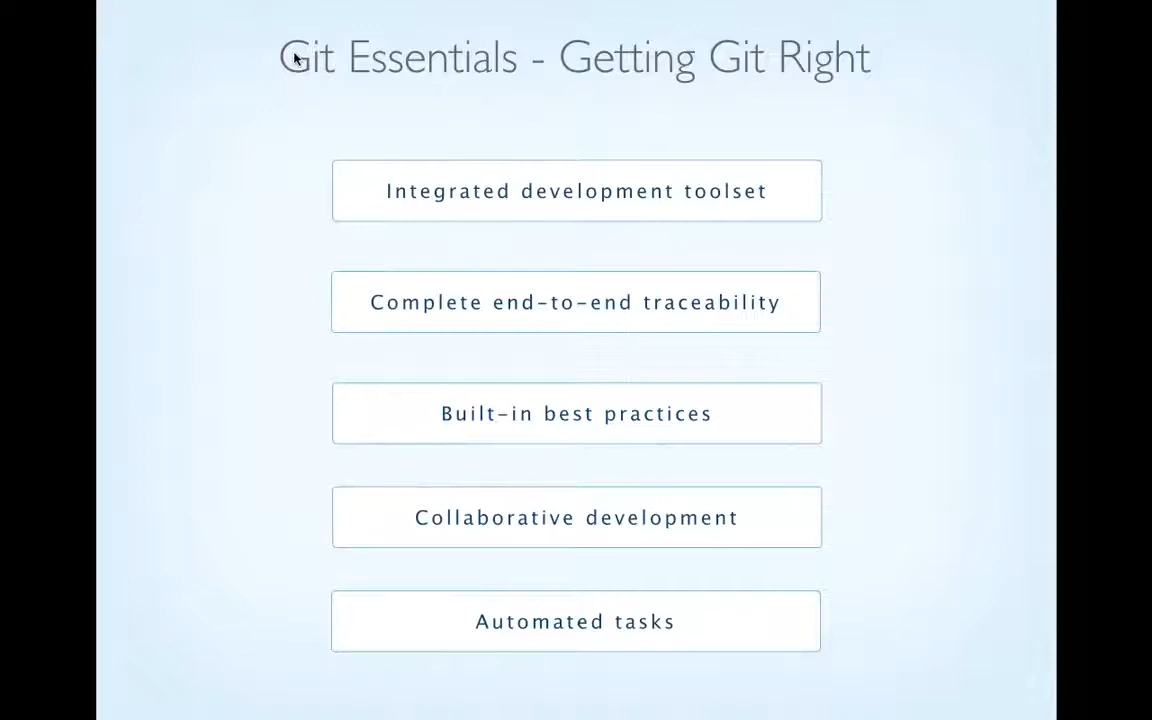 Git Essentials - Getting Git Right
Integrated development toolset
Complete end-to-end traceability
Built-in best practices
Collaborative development
Automated tasks